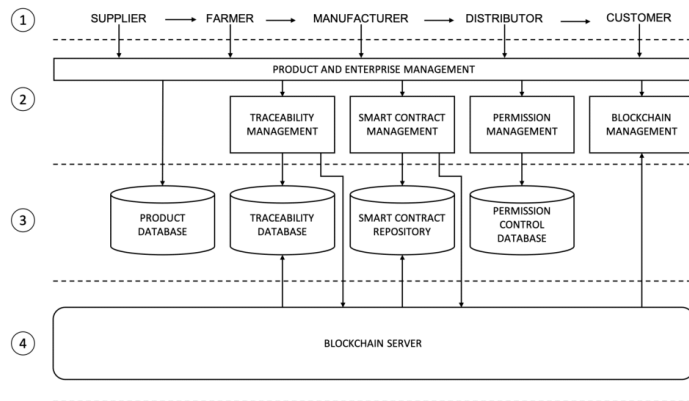 1
SUPPLIER FARMER MANUFACTURER DISTRIBUTOR CUSTOMER
PRODUCT AND ENTERPRISE MANAGEMENT
2
TRACEABILITY
MANAGEMENT
SMART CONTRACT
MANAGEMENT
PERMISSION
MANAGEMENT
BLOCKCHAIN
MANAGEMENT
3
PRODUCT
DATABASE
TRACEABILITY
DATABASE
SMART CONTRACT
REPOSITORY
PERMISSION
CONTROL
DATABASE
4
BLOCKCHAIN SERVER